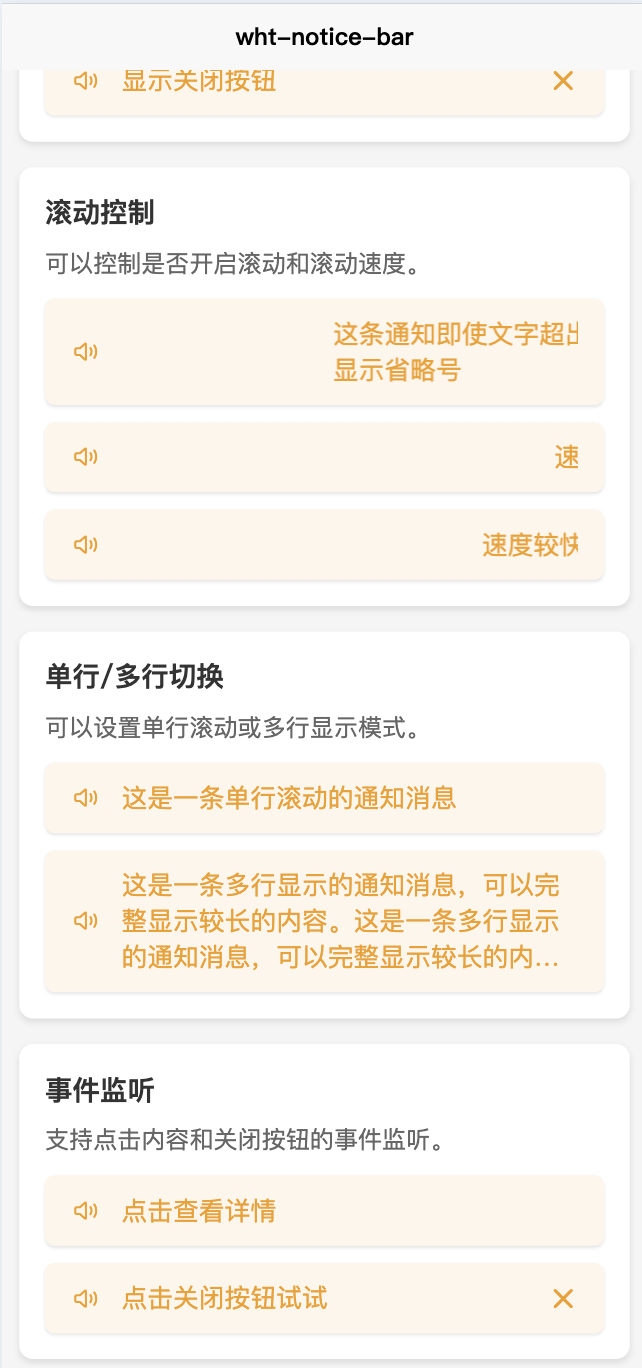 wht-notice-bar
显示关闭按钮
滚动控制
可以控制是否开启滚动和滚动速度。
这条通知即使文字超出
显示省略号
速
速度较快
单行/多行切换
可以设置单行滚动或多行显示模式。
这是一条单行滚动的通知消息
这是一条多行显示的通知消息，可以完
整显示较长的内容。这是一条多行显示
的通知消息，可以完整显示较长的内...
事件监听
支持点击内容和关闭按钮的事件监听。
点击查看详情
点击关闭按钮试试